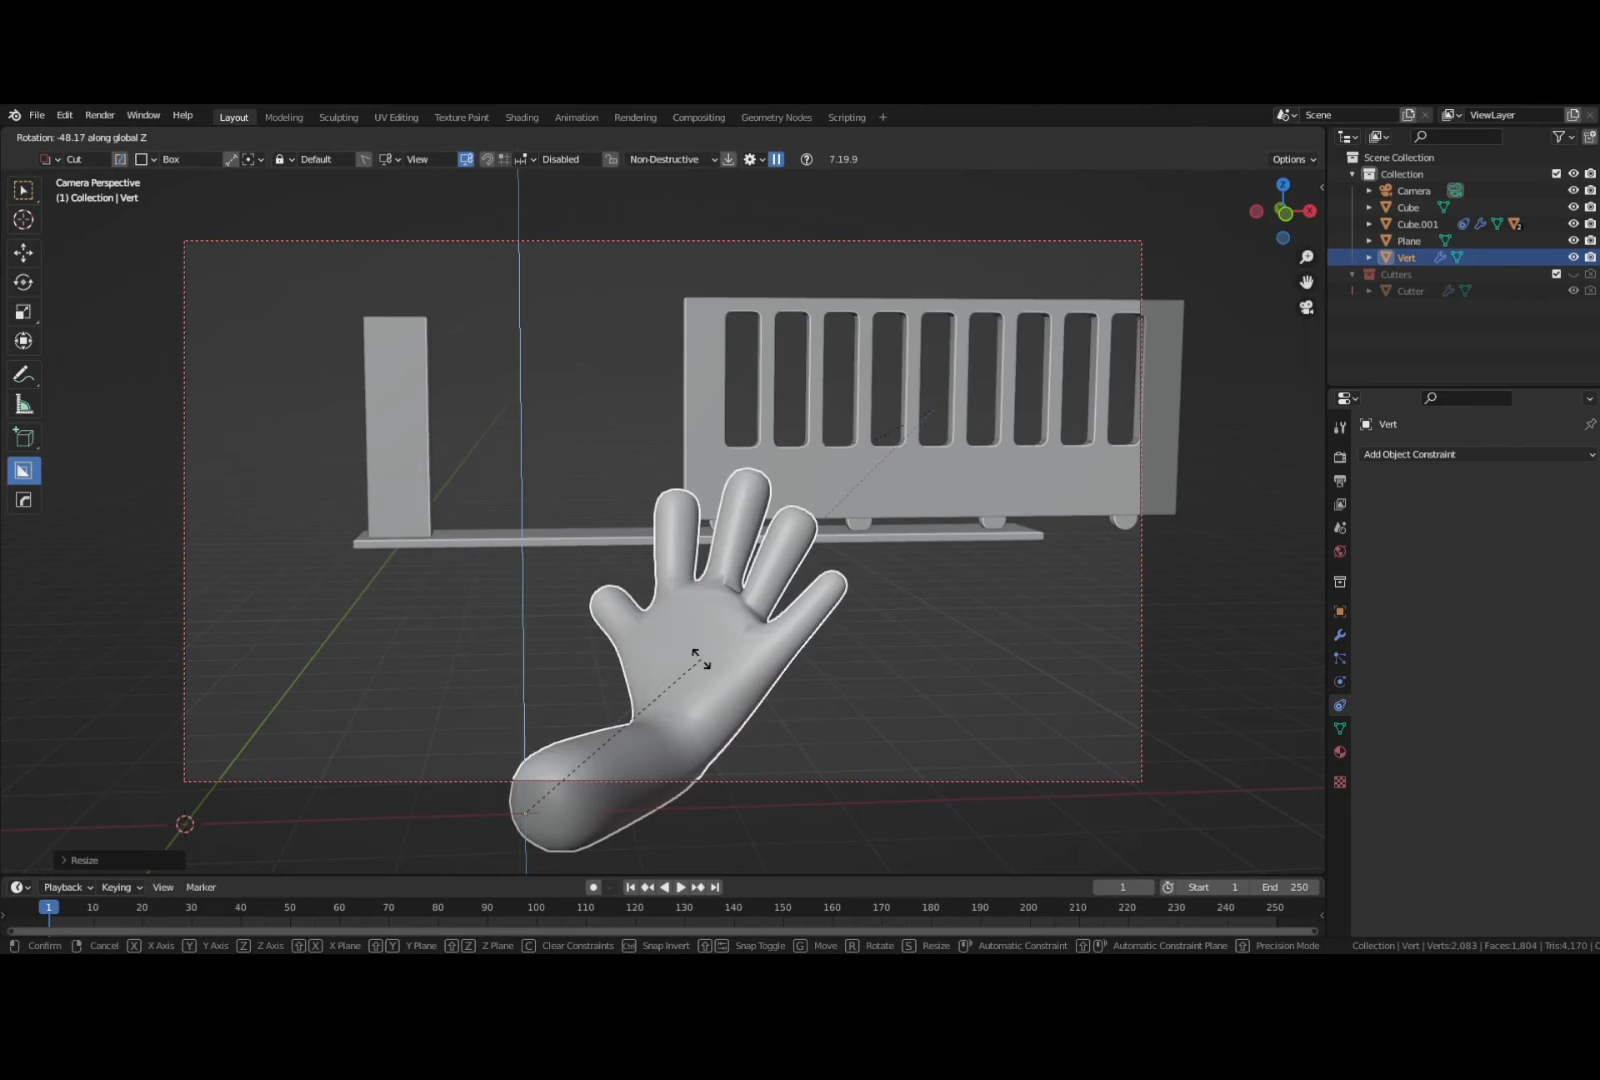 File Edit Render Window Help Layout Modeling Sculpting UV Editing Texture Paint Shading Animation Rendering Compositing Geometry Nodes Scripting + Scene ViewLayer
Rotation: -48.17 along global Z
Cut Box Default View Disabled Non-Destructive 7.19.9 Options
Camera Perspective
(1) Collection | Vert
Z
X
Scene Collection
Collection
Camera
Cube
Cube.001 2
Plane
Vert
Cutters
Cutter
Vert
Add Object Constraint
Resize
Playback Keying View Marker 1 Start 1 End 250
1 10 20 30 40 50 60 70 80 90 100 110 120 130 140 150 160 170 180 190 200 210 220 230 240 250
Confirm Cancel X X Axis Y Y Axis Z Z Axis X X Plane Y Y Plane Z Z Plane C Clear Constraints Ctrl Snap Invert Snap Toggle G Move R Rotate S Resize Automatic Constraint Automatic Constraint Plane Precision Mode Collection | Vert | Verts:2,083 | Faces:1,804 | Tris:4,170 |